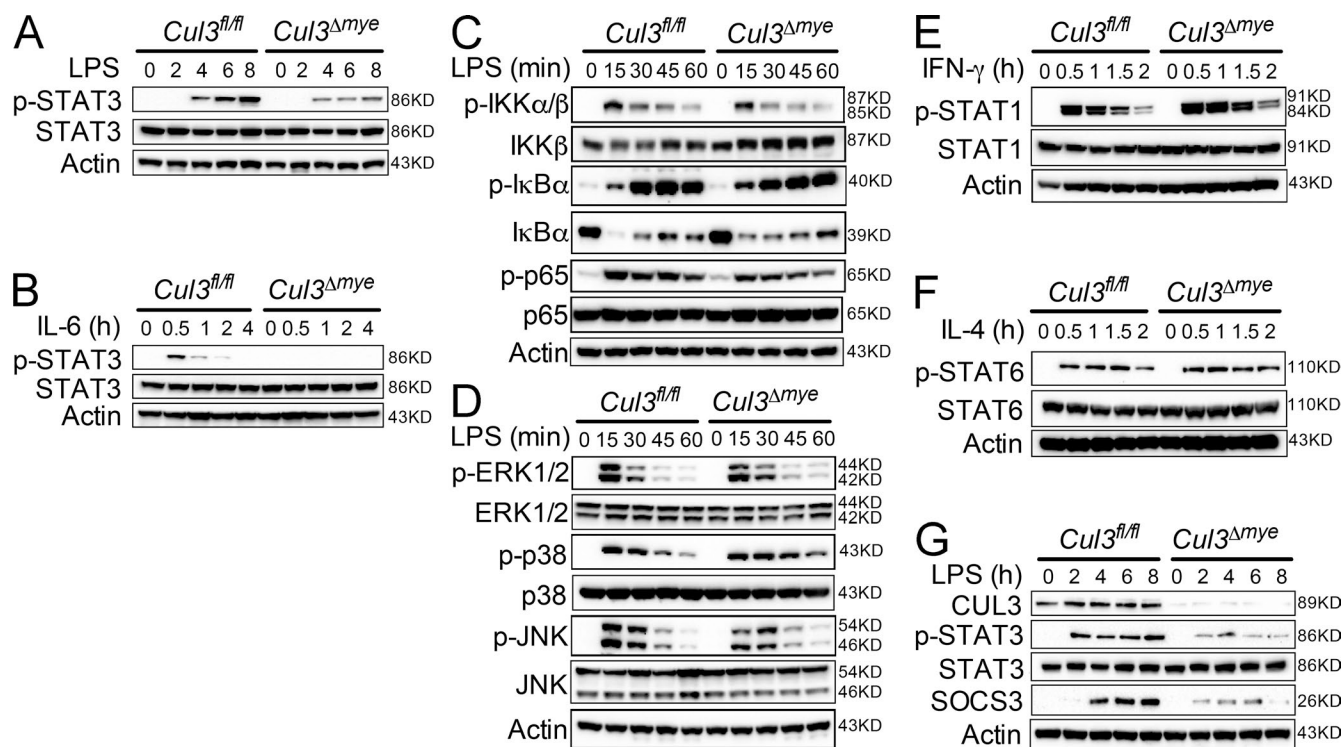 A
Cul3fl/fl Cul3Δmye
LPS 0 2 4 6 8 0 2 4 6 8
p-STAT3 86KD
STAT3 86KD
Actin 43KD
B
Cul3fl/fl Cul3Δmye
IL-6 (h) 0 0.5 1 2 4 0 0.5 1 2 4
p-STAT3 86KD
STAT3 86KD
Actin 43KD
C
Cul3fl/fl Cul3Δmye
LPS (min) 0 15 30 45 60 0 15 30 45 60
p-IKKα/β 87KD
85KD
IKKβ 87KD
p-IκBα 40KD
IκBα 39KD
p-p65 65KD
p65 65KD
Actin 43KD
D
Cul3fl/fl Cul3Δmye
LPS (min) 0 15 30 45 60 0 15 30 45 60
p-ERK1/2 44KD
42KD
ERK1/2 44KD
42KD
p-p38 43KD
p38 43KD
p-JNK 54KD
46KD
JNK 54KD
46KD
Actin 43KD
E
Cul3fl/fl Cul3Δmye
IFN-γ (h) 0 0.5 1 1.5 2 0 0.5 1 1.5 2
p-STAT1 91KD
84KD
STAT1 91KD
Actin 43KD
F
Cul3fl/fl Cul3Δmye
IL-4 (h) 0 0.5 1 1.5 2 0 0.5 1 1.5 2
p-STAT6 110KD
STAT6 110KD
Actin 43KD
G
Cul3fl/fl Cul3Δmye
LPS (h) 0 2 4 6 8 0 2 4 6 8
CUL3 89KD
p-STAT3 86KD
STAT3 86KD
SOCS3 26KD
Actin 43KD